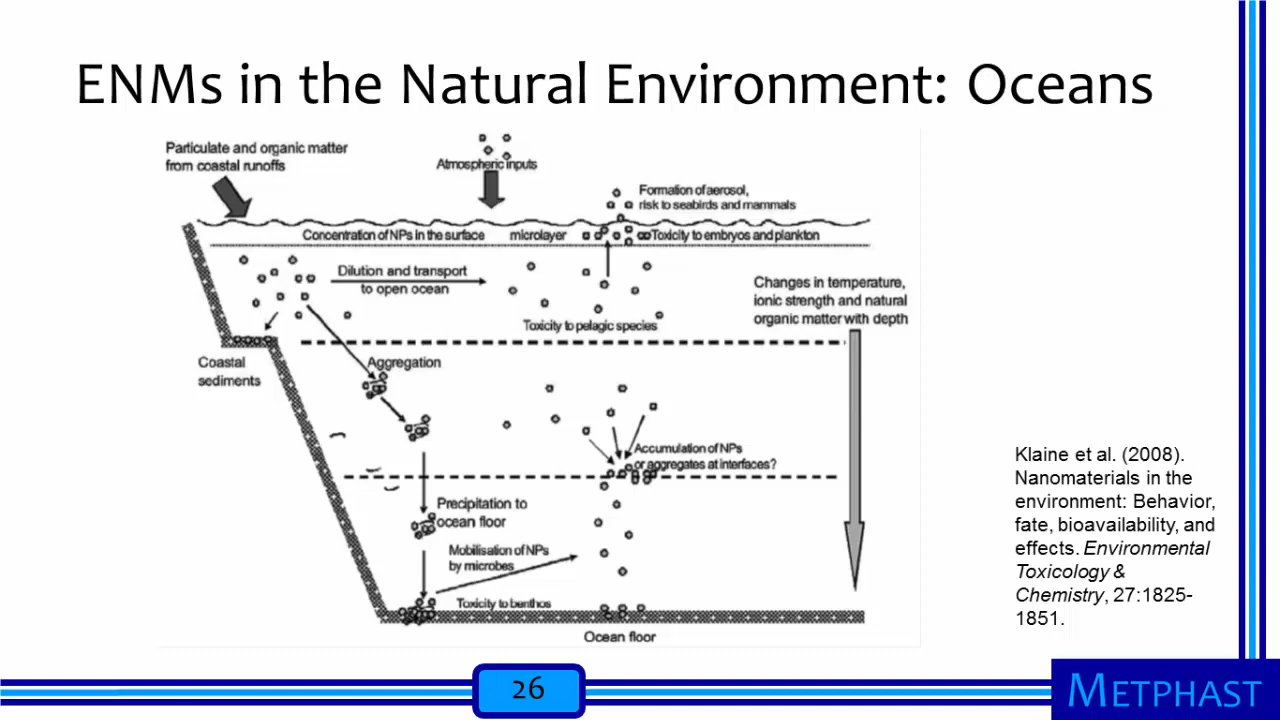 ENMs in the Natural Environment: Oceans
Particulate and organic matter
from coastal runoffs
Atmospheric inputs
Formation of aerosol,
risk to seabirds and mammals
Concentration of NPs in the surface microlayer
Toxicity to embryos and plankton
Dilution and transport
to open ocean
Toxicity to pelagic species
Changes in temperature,
ionic strength and natural
organic matter with depth
Coastal
sediments
Aggregation
Accumulation of NPs
or aggregates at interfaces?
Precipitation to
ocean floor
Mobilisation of NPs
by microbes
Toxicity to benthos
Ocean floor
Klaine et al. (2008).
Nanomaterials in the
environment: Behavior,
fate, bioavailability, and
effects. Environmental
Toxicology &
Chemistry, 27:1825-
1851.
26
METPHAST